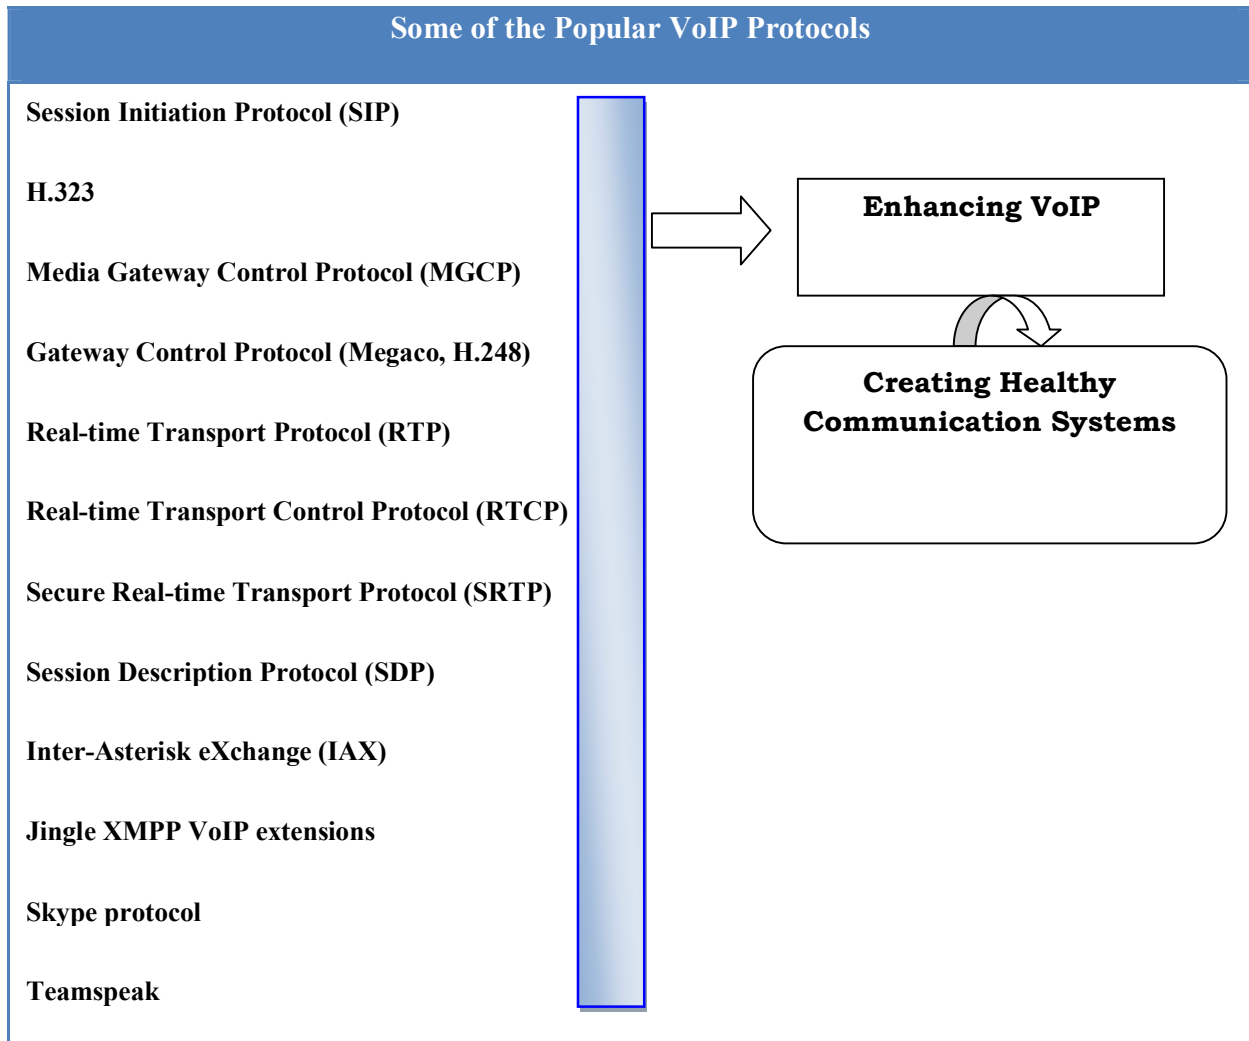 Some of the Popular VoIP Protocols
Session Initiation Protocol (SIP)
H.323
Media Gateway Control Protocol (MGCP)
Gateway Control Protocol (Megaco, H.248)
Real-time Transport Protocol (RTP)
Real-time Transport Control Protocol (RTCP)
Secure Real-time Transport Protocol (SRTP)
Session Description Protocol (SDP)
Inter-Asterisk eXchange (IAX)
Jingle XMPP VoIP extensions
Skype protocol
Teamspeak
Enhancing VoIP
Creating Healthy
Communication Systems